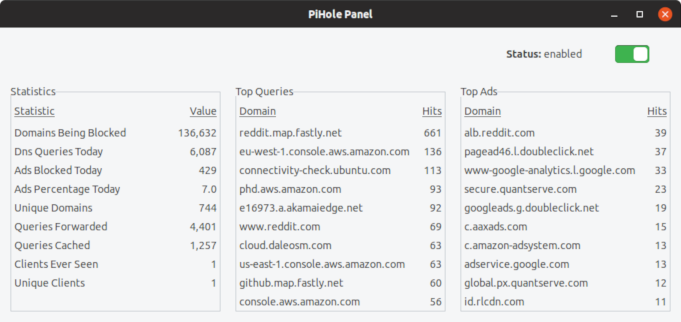 PiHole Panel
Status: enabled
Statistics
Statistic Value
Domains Being Blocked 136,632
Dns Queries Today 6,087
Ads Blocked Today 429
Ads Percentage Today 7.0
Unique Domains 744
Queries Forwarded 4,401
Queries Cached 1,257
Clients Ever Seen 1
Unique Clients 1
Top Queries
Domain Hits
reddit.map.fastly.net 661
eu-west-1.console.aws.amazon.com 136
connectivity-check.ubuntu.com 113
phd.aws.amazon.com 93
e16973.a.akamaiedge.net 92
www.reddit.com 69
cloud.daleosm.com 63
us-east-1.console.aws.amazon.com 63
github.map.fastly.net 60
console.aws.amazon.com 56
Top Ads
Domain Hits
alb.reddit.com 39
pagead46.l.doubleclick.net 37
www-google-analytics.l.google.com 33
secure.quantserve.com 23
googleads.g.doubleclick.net 19
c.aaxads.com 15
c.amazon-adsystem.com 13
adservice.google.com 13
global.px.quantserve.com 12
id.rlcdn.com 11